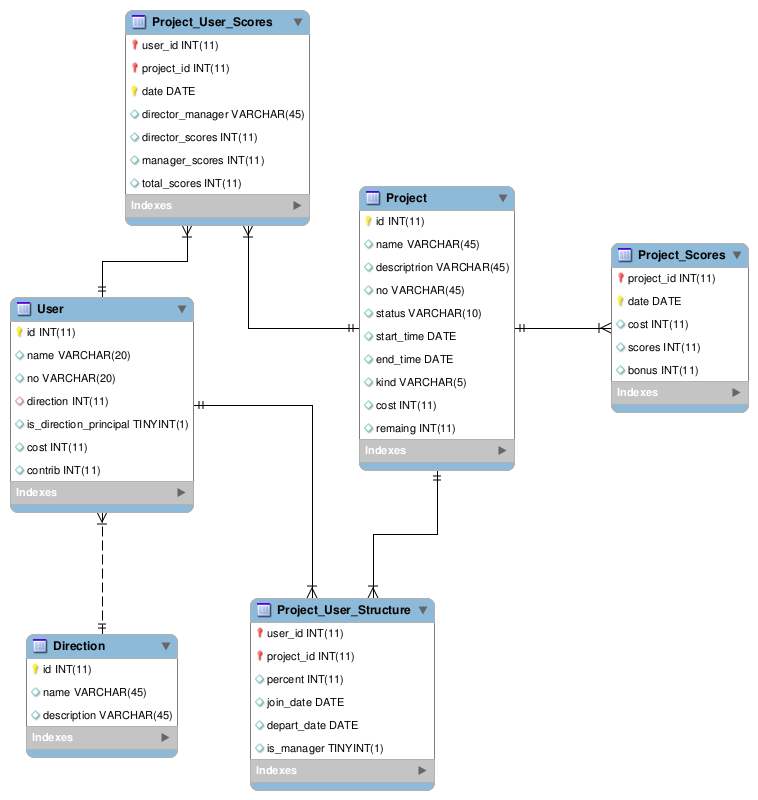 Project_User_Scores
user_id INT(11)
project_id INT(11)
date DATE
director_manager VARCHAR(45)
director_scores INT(11)
manager_scores INT(11)
total_scores INT(11)
Indexes
Project
id INT(11)
name VARCHAR(45)
descriptrion VARCHAR(45)
no VARCHAR(45)
status VARCHAR(10)
start_time DATE
end_time DATE
kind VARCHAR(5)
cost INT(11)
remaing INT(11)
Indexes
Project_Scores
project_id INT(11)
date DATE
cost INT(11)
scores INT(11)
bonus INT(11)
Indexes
User
id INT(11)
name VARCHAR(20)
no VARCHAR(20)
direction INT(11)
is_direction_principal TINYINT(1)
cost INT(11)
contrib INT(11)
Indexes
Direction
id INT(11)
name VARCHAR(45)
description VARCHAR(45)
Indexes
Project_User_Structure
user_id INT(11)
project_id INT(11)
percent INT(11)
join_date DATE
depart_date DATE
is_manager TINYINT(1)
Indexes